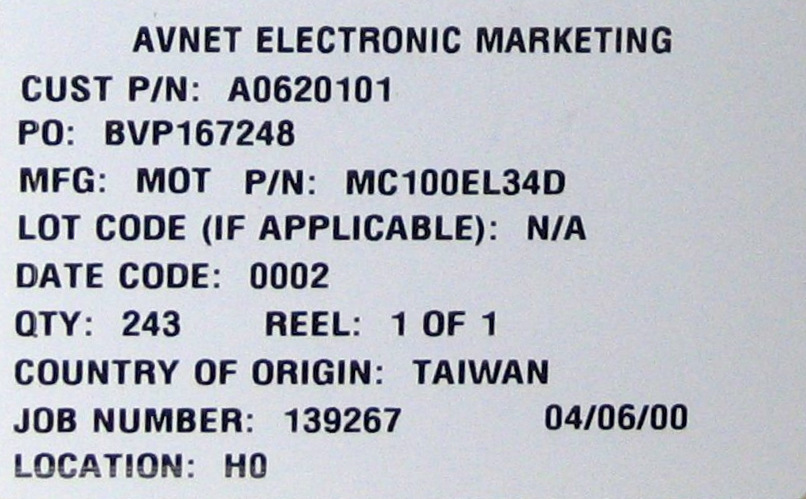 AVNET ELECTRONIC MARKETING
CUST P/N: A0620101
PO: BVP167248
MFG: MOT P/N: MC100EL34D
LOT CODE (IF APPLICABLE): N/A
DATE CODE: 0002
QTY: 243 REEL: 1 OF 1
COUNTRY OF ORIGIN: TAIWAN
JOB NUMBER: 139267 04/06/00
LOCATION: H0